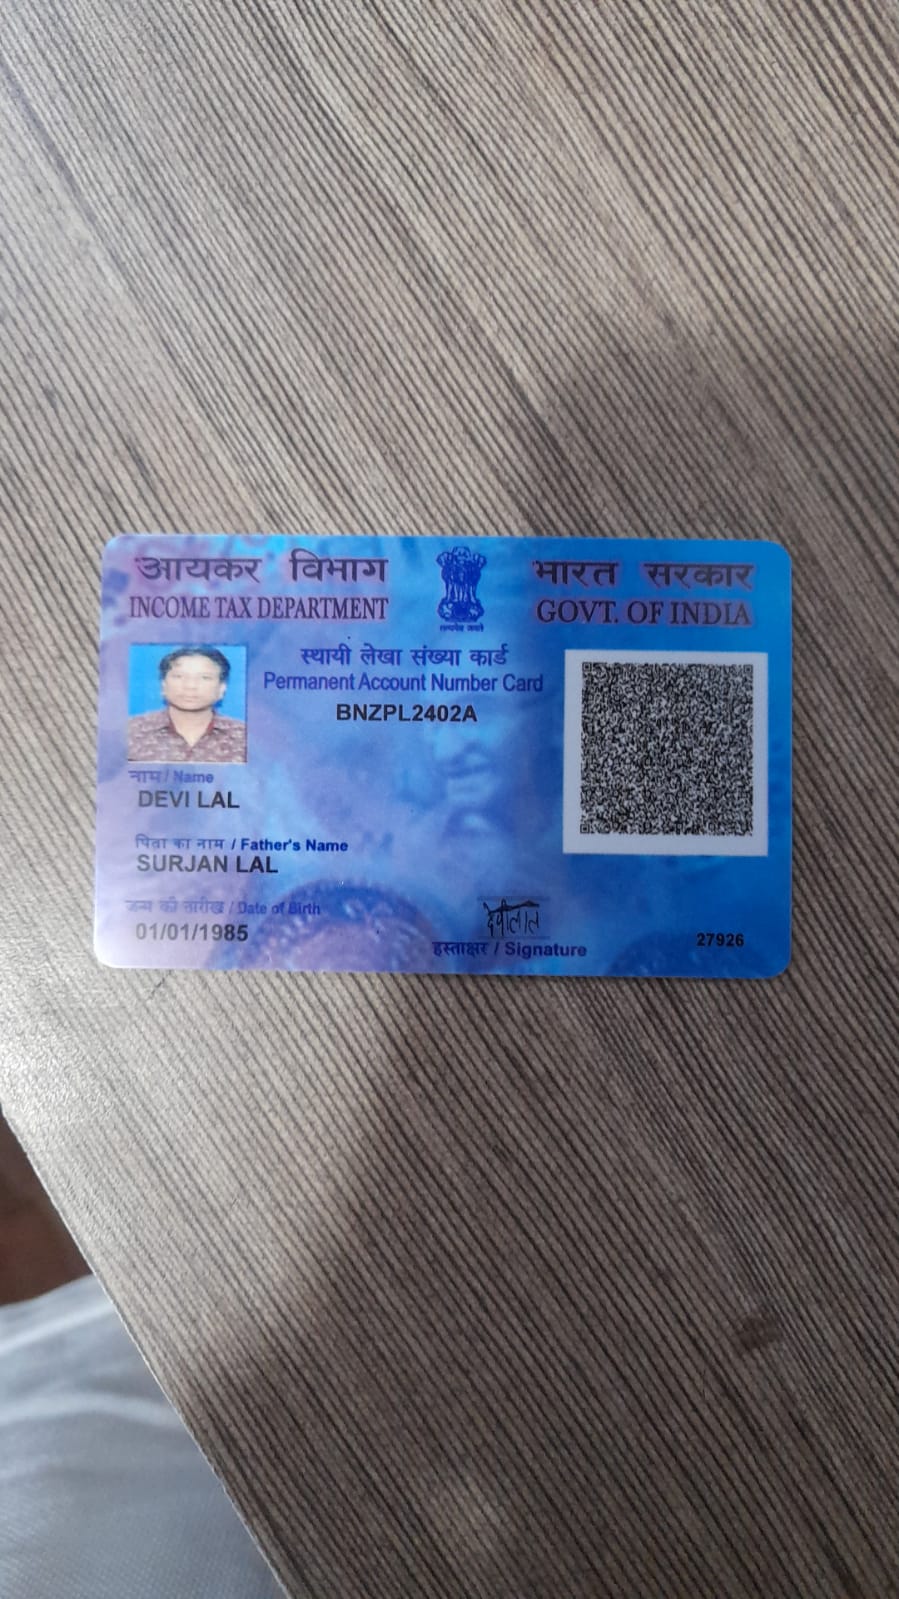 आयकर विभाग
INCOME TAX DEPARTMENT
सत्यमेव जयते
भारत सरकार
GOVT. OF INDIA
स्थायी लेखा संख्या कार्ड
Permanent Account Number Card
BNZPL2402A
नाम / Name
DEVI LAL
पिता का नाम / Father's Name
SURJAN LAL
जन्म की तारीख / Date of Birth
01/01/1985
देवीलाल
हस्ताक्षर / Signature
27926